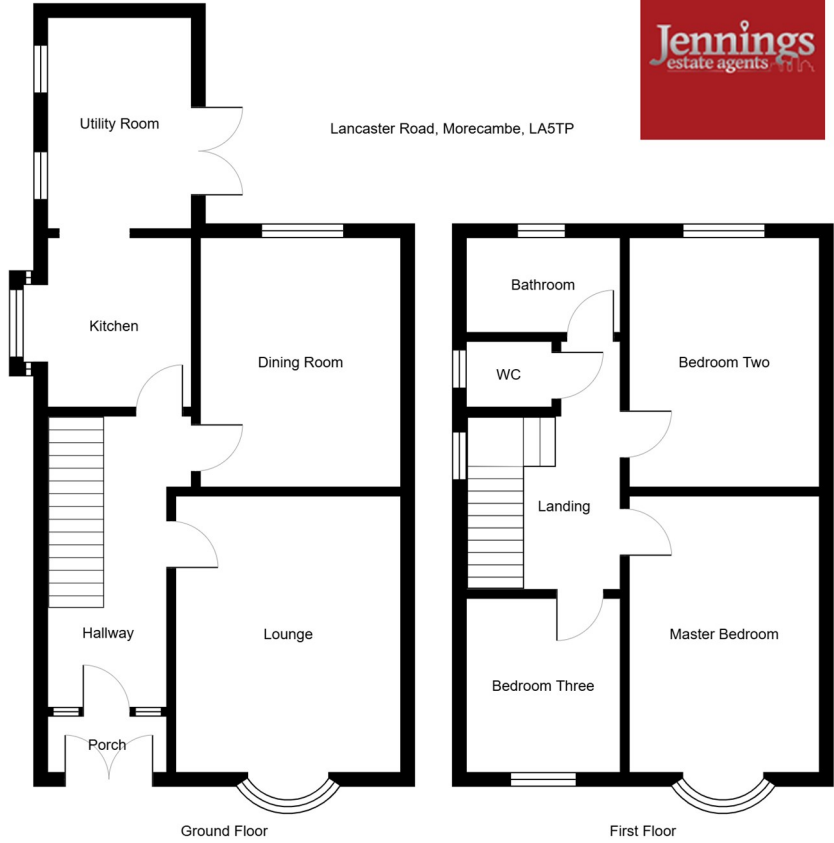 Jennings
estate agents
Lancaster Road, Morecambe, LA5TP
Utility Room
Kitchen
Dining Room
Hallway
Lounge
Porch
Ground Floor
Bathroom
WC
Bedroom Two
Landing
Bedroom Three
Master Bedroom
First Floor